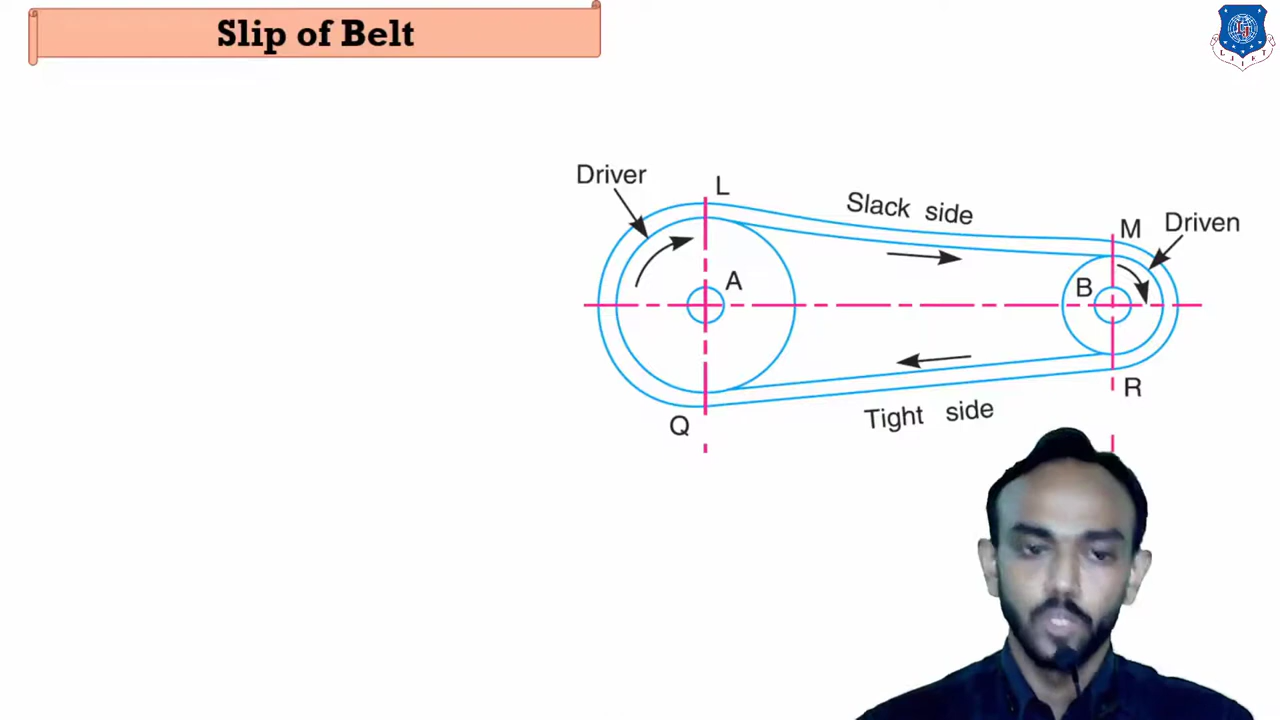 Slip of Belt
L J I E T
Driver
L
Slack side
M
Driven
A
B
R
Tight side
Q